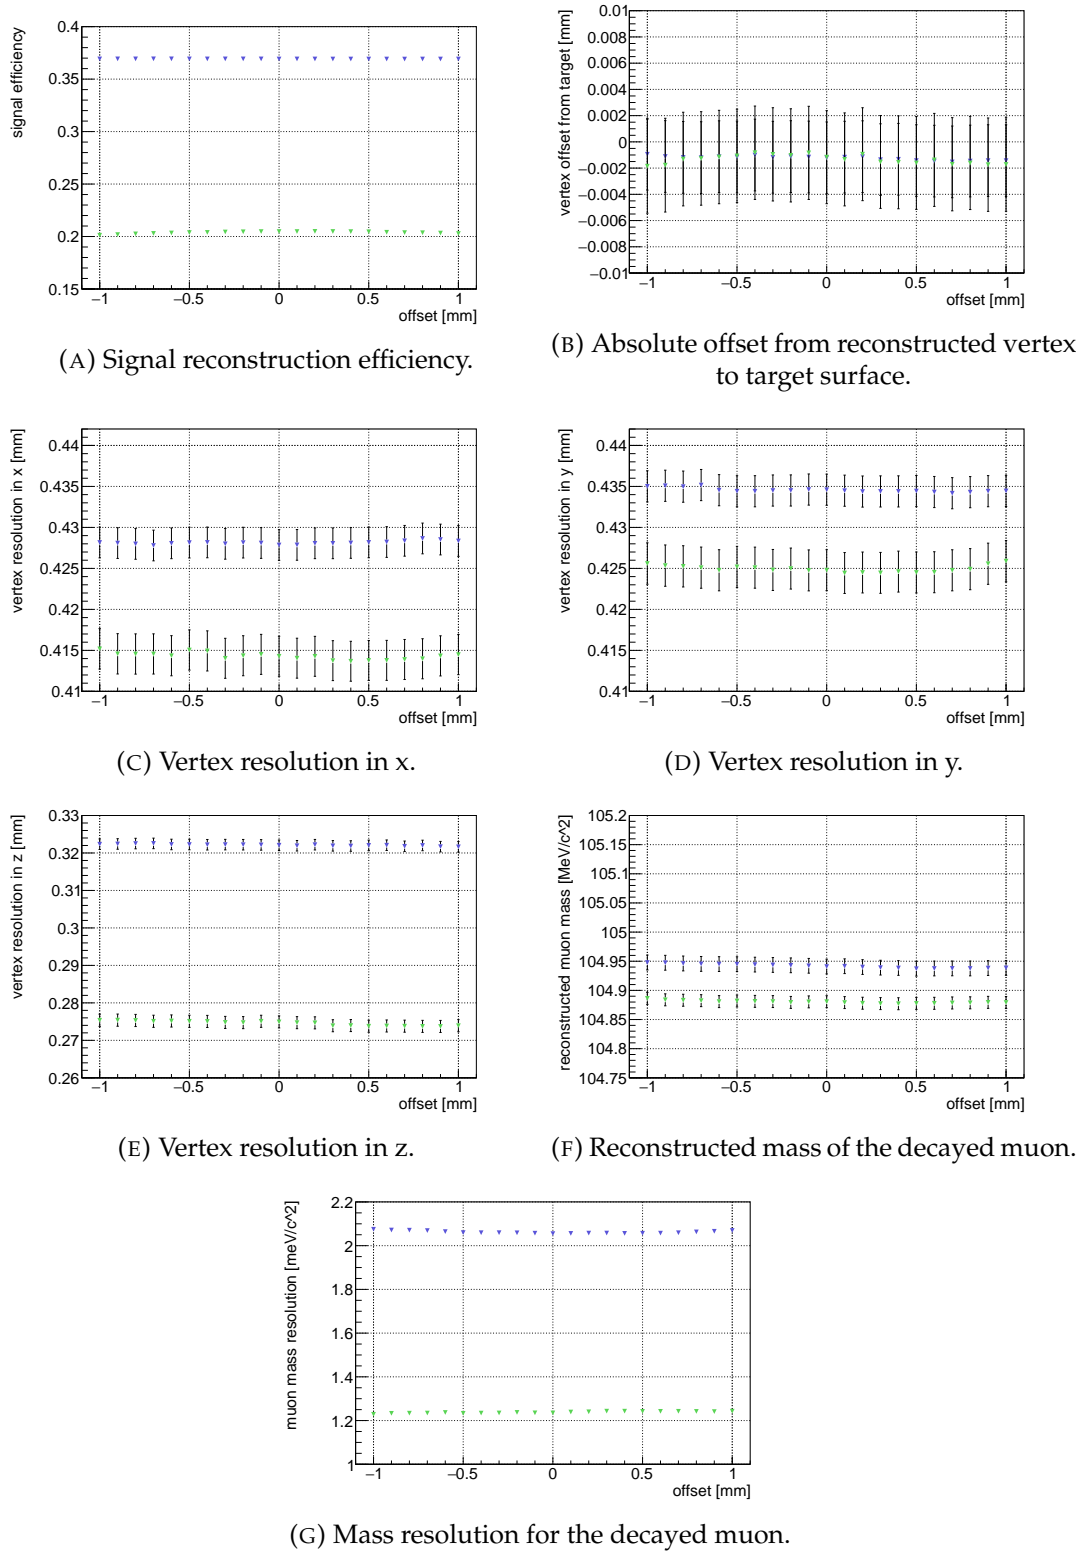 signal efficiency
0.4
0.35
0.3
0.25
0.2
0.15
−1 −0.5 0 0.5 1
offset [mm]
(A) Signal reconstruction efficiency.
vertex offset from target [mm]
0.01
0.008
0.006
0.004
0.002
0
−0.002
−0.004
−0.006
−0.008
−0.01
−1 −0.5 0 0.5 1
offset [mm]
(B) Absolute offset from reconstructed vertex
to target surface.
vertex resolution in x [mm]
0.44
0.435
0.43
0.425
0.42
0.415
0.41
−1 −0.5 0 0.5 1
offset [mm]
(C) Vertex resolution in x.
vertex resolution in y [mm]
0.44
0.435
0.43
0.425
0.42
0.415
0.41
−1 −0.5 0 0.5 1
offset [mm]
(D) Vertex resolution in y.
vertex resolution in z [mm]
0.33
0.32
0.31
0.3
0.29
0.28
0.27
0.26
−1 −0.5 0 0.5 1
offset [mm]
(E) Vertex resolution in z.
reconstructed muon mass [MeV/c^2]
105.2
105.15
105.1
105.05
105
104.95
104.9
104.85
104.8
104.75
−1 −0.5 0 0.5 1
offset [mm]
(F) Reconstructed mass of the decayed muon.
muon mass resolution [meV/c^2]
2.2
2
1.8
1.6
1.4
1.2
1
−1 −0.5 0 0.5 1
offset [mm]
(G) Mass resolution for the decayed muon.